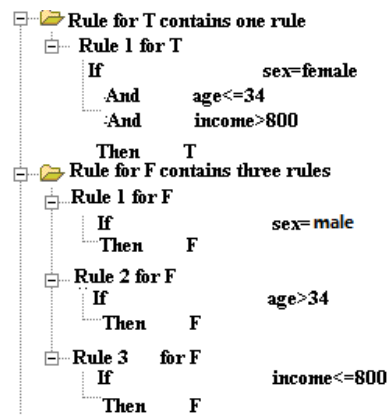 Rule for T contains one rule
Rule 1 for T
If sex=female
And age<=34
And income>800
Then T
Rule for F contains three rules
Rule 1 for F
If sex= male
Then F
Rule 2 for F
If age>34
Then F
Rule 3 for F
If income<=800
Then F